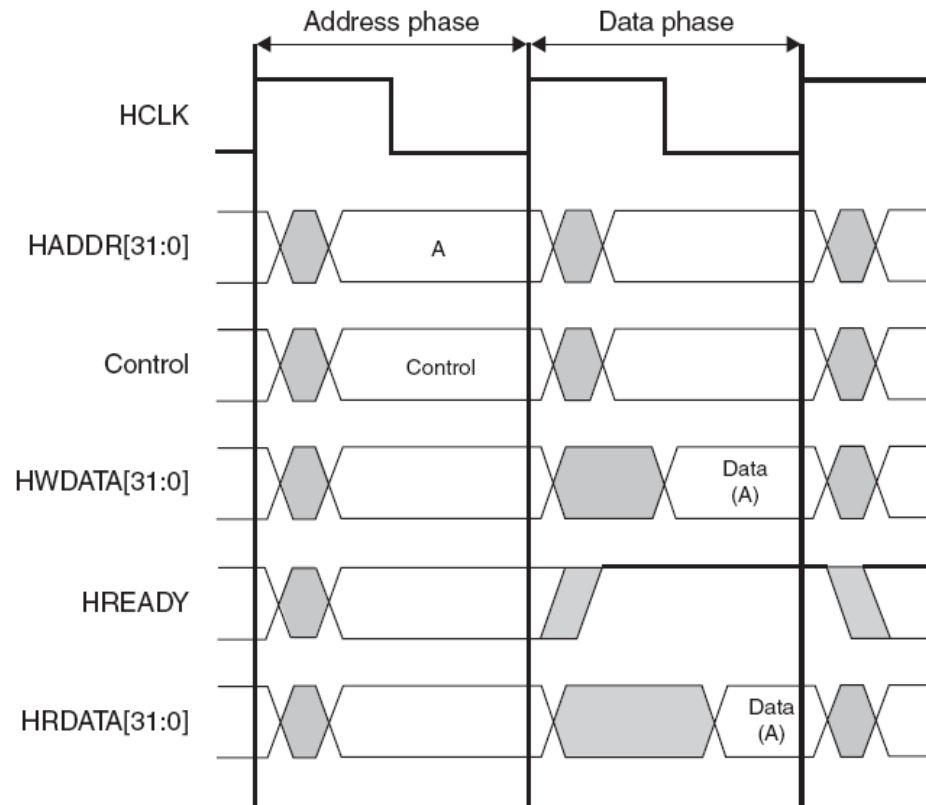 Address phase
Data phase
HCLK
HADDR[31:0]
A
Control
Control
HWDATA[31:0]
Data
(A)
HREADY
HRDATA[31:0]
Data
(A)